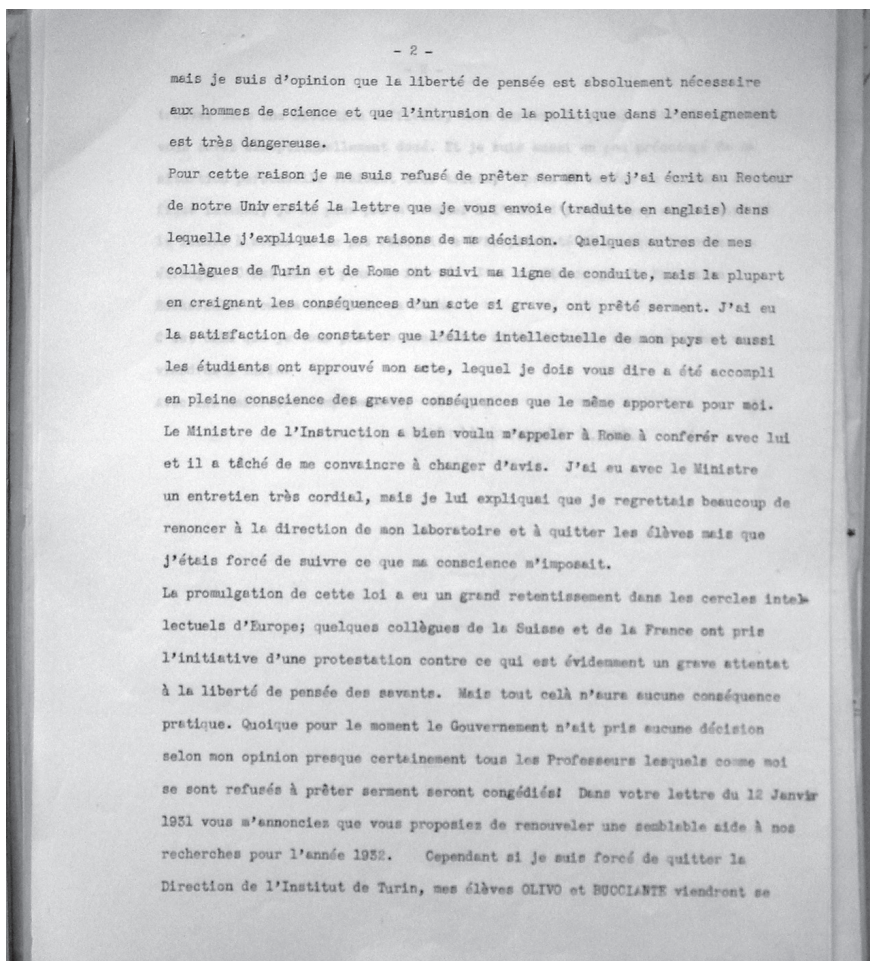 - 2 -
mais je suis d'opinion que la liberté de pensée est absoluement nécessaire
aux hommes de science et que l'intrusion de la politique dans l'enseignement
est très dangereuse.
Pour cette raison je me suis refusé de prêter serment et j'ai écrit au Recteur
de notre Université la lettre que je vous envoie (traduite en anglais) dans
lequelle j'expliquais les raisons de ma décision. Quelques autres de mes
collègues de Turin et de Rome ont suivi ma ligne de conduite, mais la plupart
en craignant les conséquences d'un acte si grave, ont prêté serment. J'ai eu
la satisfaction de constater que l'élite intellectuelle de mon pays et aussi
les étudiants ont approuvé mon acte, lequel je dois vous dire a été accompli
en pleine conscience des graves conséquences que le même apportera pour moi.
Le Ministre de l'Instruction a bien voulu m'appeler à Rome à conférér avec lui
et il a tâché de me convaincre à changer d'avis. J'ai eu avec le Ministre
un entretien très cordial, mais je lui expliquai que je regrettais beaucoup de
renoncer à la direction de mon laboratoire et à quitter les élèves mais que
j'étais forcé de suivre ce que ma conscience m'imposait.
La promulgation de cette loi a eu un grand retentissement dans les cercles intel-
lectuels d'Europe; quelques collègues de la Suisse et de la France ont pris
l'initiative d'une protestation contre ce qui est évidemment un grave attentat
à la liberté de pensée des savants. Mais tout celà n'aura aucune conséquence
pratique. Quoique pour le moment le Gouvernement n'ait pris aucune décision
selon mon opinion presque certainement tous les Professeurs lesquels comme moi
se sont refusés à prêter serment seront congédiés! Dans votre lettre du 12 Janvir
1931 vous m'annonciez que vous proposiez de renouveler une semblable aide à nos
recherches pour l'année 1932. Cependant si je suis forcé de quitter la
Direction de l'Institut de Turin, mes élèves OLIVO et BUCCIANTE viendront se